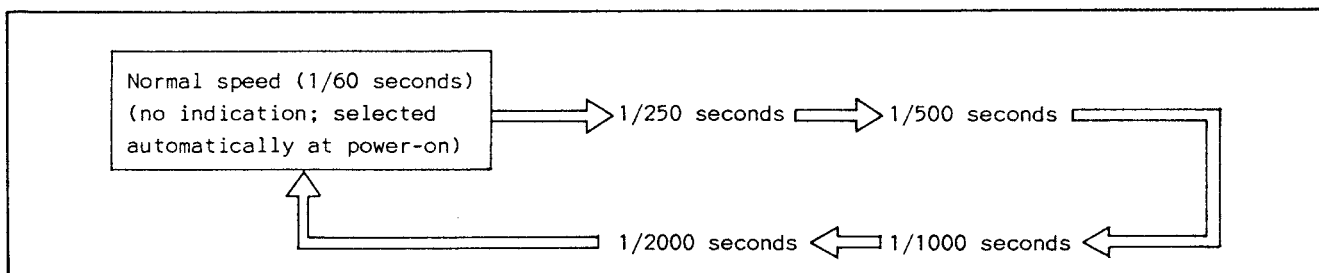 Normal speed (1/60 seconds)
(no indication; selected
automatically at power-on)
1/250 seconds
1/500 seconds
1/1000 seconds
1/2000 seconds